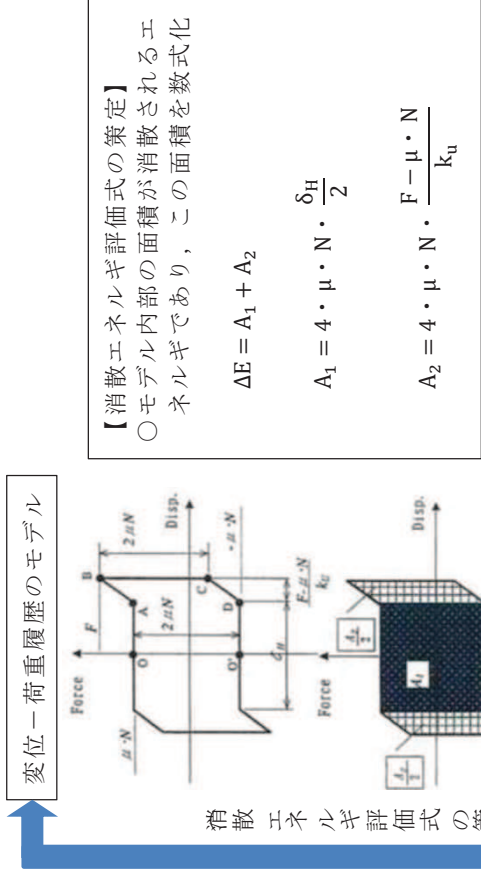 変位－荷重履歴のモデル
Force
F
B
μ・N
O
A
2μN
2μN
Disp.
C
O'
D
-μ・N
δH
F-μ・N
kU
Force
A2/2
A1
A2/2
Disp.
消散エネルギ評価式の
【消散エネルギ評価式の策定】
○モデル内部の面積が消散されるエ
ネルギであり，この面積を数式化
ΔE = A₁ + A₂
A₁ = 4・μ・N・δH/2
A₂ = 4・μ・N・(F − μ・N)/kᵤ